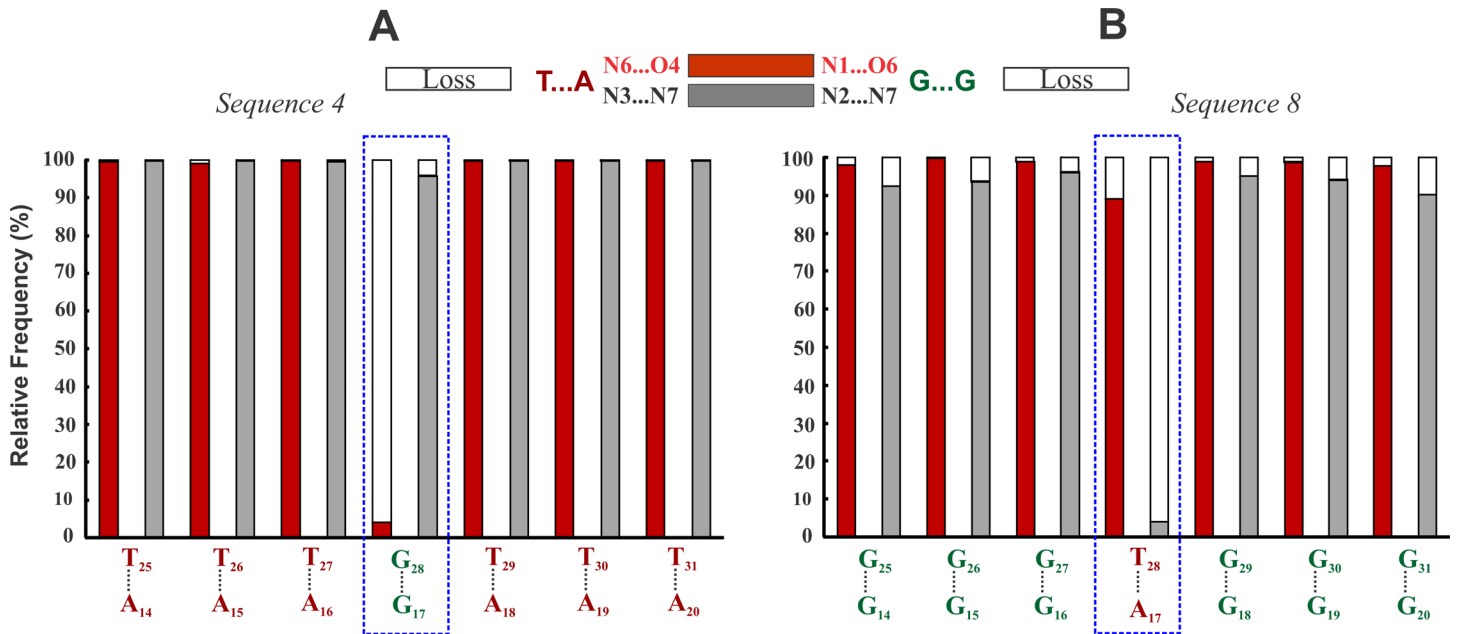 A B
Loss T...A N6...O4 N1...O6 G...G Loss
N3...N7 N2...N7
Sequence 4 Sequence 8
Relative Frequency (%)
100
90
80
70
60
50
40
30
20
10
0
T25 T26 T27 G28 T29 T30 T31
A14 A15 A16 G17 A18 A19 A20
100
90
80
70
60
50
40
30
20
10
0
G25 G26 G27 T28 G29 G30 G31
G14 G15 G16 A17 G18 G19 G20